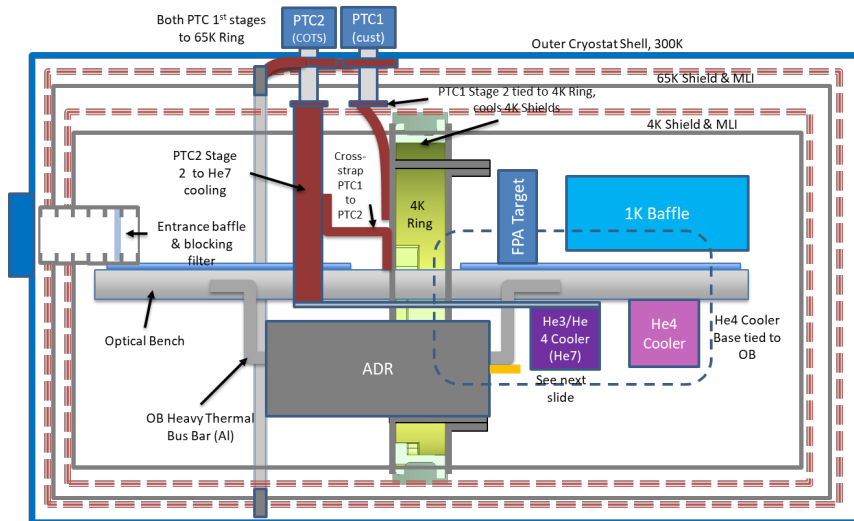 Both PTC 1st stages
to 65K Ring
PTC2
(COTS)
PTC1
(cust)
Outer Cryostat Shell, 300K
65K Shield & MLI
PTC1 Stage 2 tied to 4K Ring,
cools 4K Shields
4K Shield & MLI
PTC2 Stage
2 to He7
cooling
Cross-
strap
PTC1
to
PTC2
4K
Ring
FPA Target
1K Baffle
Entrance baffle
& blocking
filter
Optical Bench
He3/He
4 Cooler
(He7)
He4
Cooler
He4 Cooler
Base tied to
OB
ADR
See next
slide
OB Heavy Thermal
Bus Bar (Al)